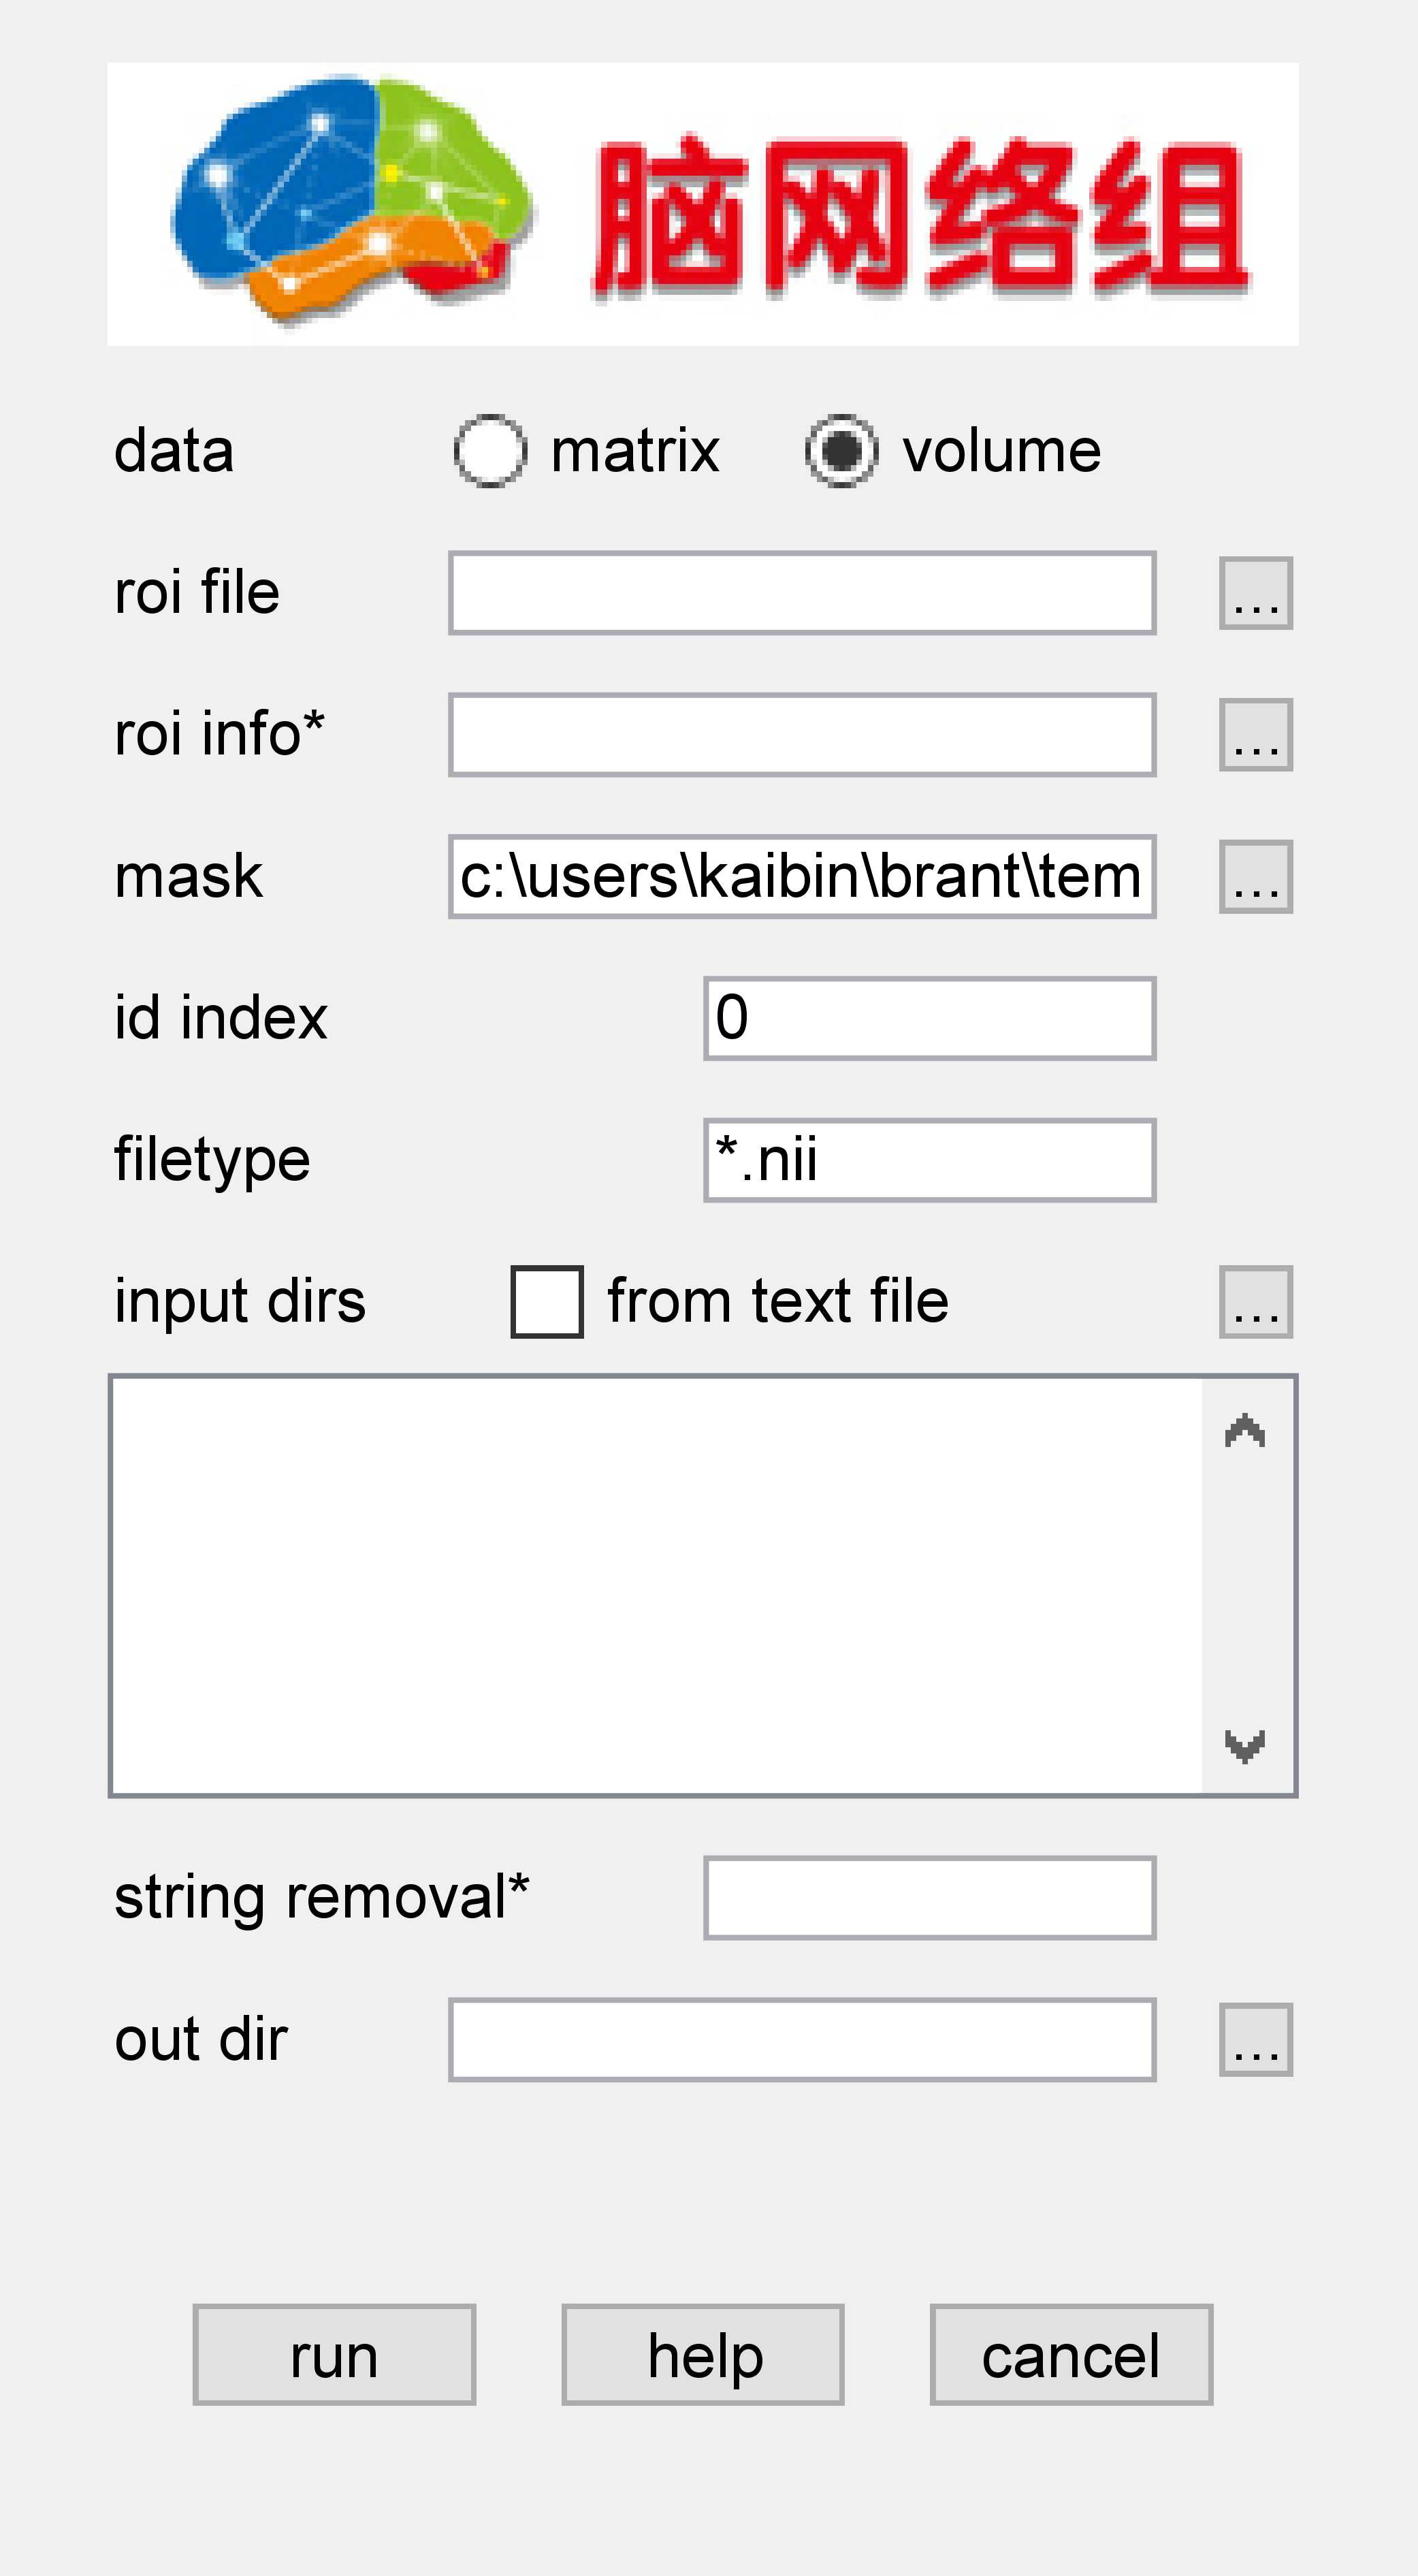 脑网络组
data matrix volume
roi file ...
roi info* ...
mask c:\users\kaibin\brant\tem ...
id index 0
filetype *.nii
input dirs from text file ...
string removal*
out dir ...
run help cancel